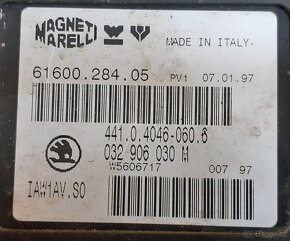 MAGNETI MARELLI
MADE IN ITALY.
61600.284.05 PV1 07.01.97
441.0.4046-060.6
032 906 030 M
W5606717 007 97
IAW1AV.S0